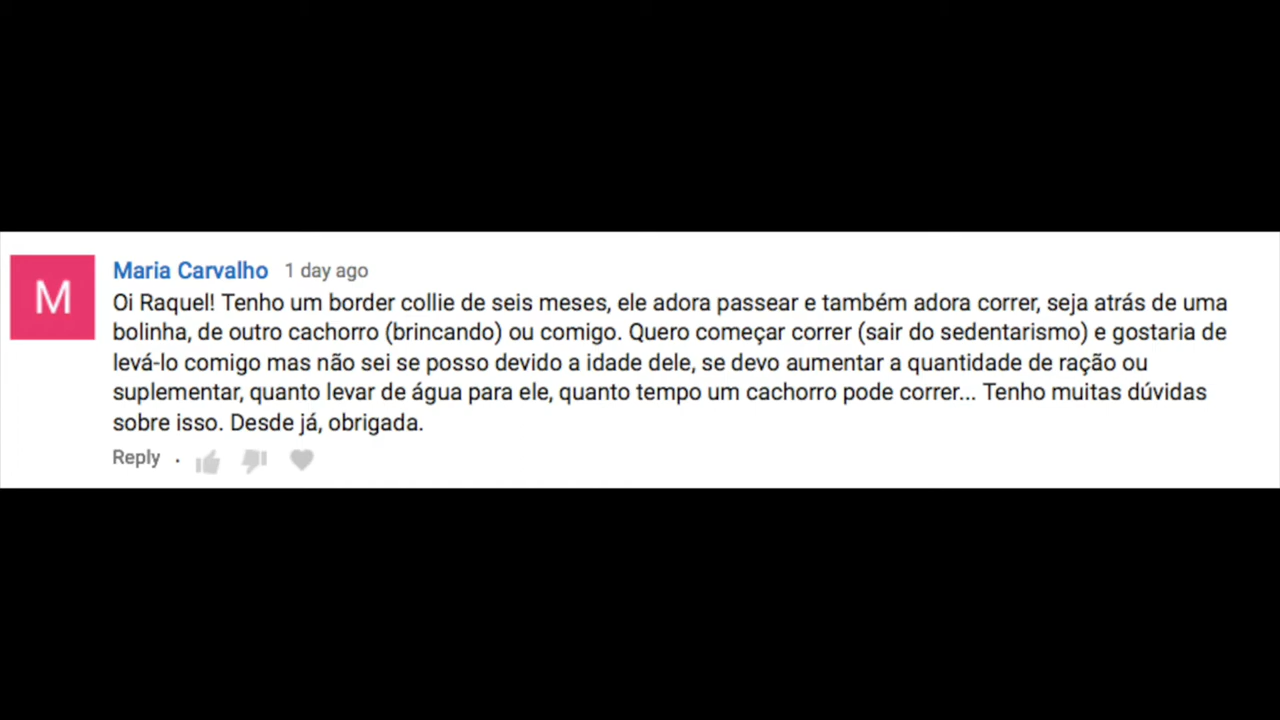 M
Maria Carvalho 1 day ago
Oi Raquel! Tenho um border collie de seis meses, ele adora passear e também adora correr, seja atrás de uma
bolinha, de outro cachorro (brincando) ou comigo. Quero começar correr (sair do sedentarismo) e gostaria de
levá-lo comigo mas não sei se posso devido a idade dele, se devo aumentar a quantidade de ração ou
suplementar, quanto levar de água para ele, quanto tempo um cachorro pode correr... Tenho muitas dúvidas
sobre isso. Desde já, obrigada.
Reply